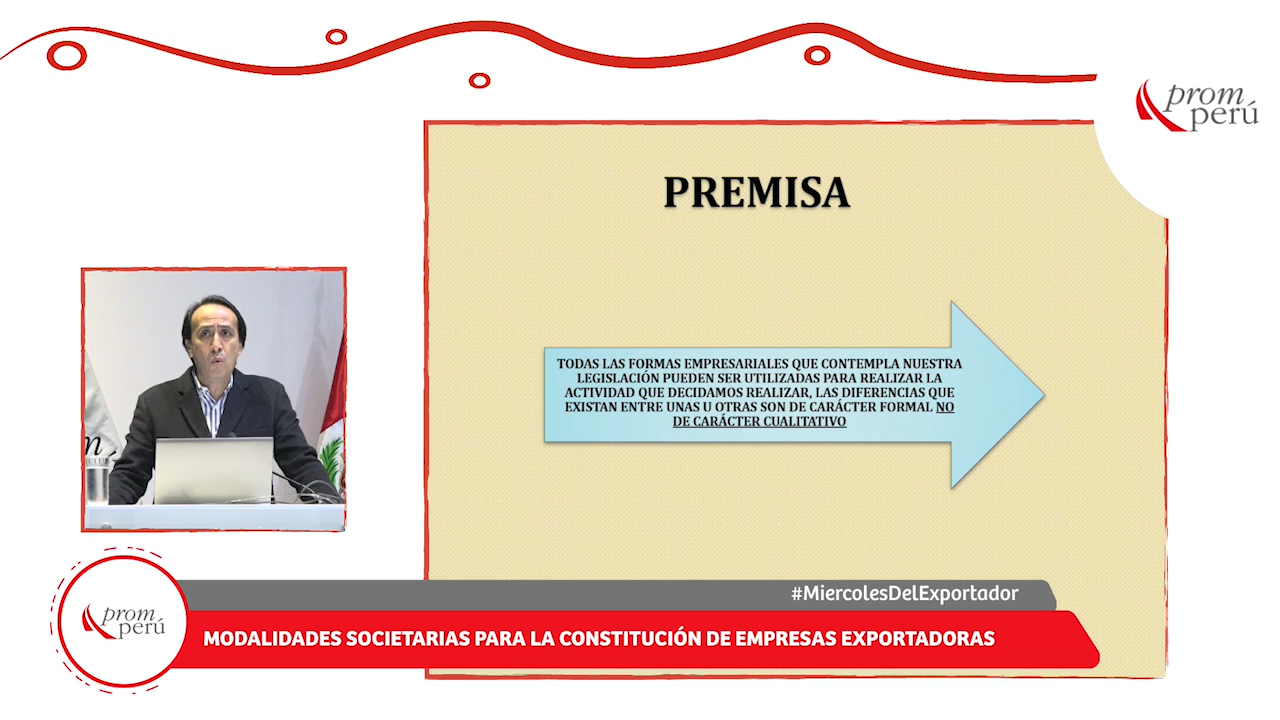 prom
perú
PREMISA
TODAS LAS FORMAS EMPRESARIALES QUE CONTEMPLA NUESTRA
LEGISLACIÓN PUEDEN SER UTILIZADAS PARA REALIZAR LA
ACTIVIDAD QUE DECIDAMOS REALIZAR, LAS DIFERENCIAS QUE
EXISTAN ENTRE UNAS U OTRAS SON DE CARÁCTER FORMAL NO
DE CARÁCTER CUALITATIVO
#MiercolesDelExportador
prom
perú
MODALIDADES SOCIETARIAS PARA LA CONSTITUCIÓN DE EMPRESAS EXPORTADORAS